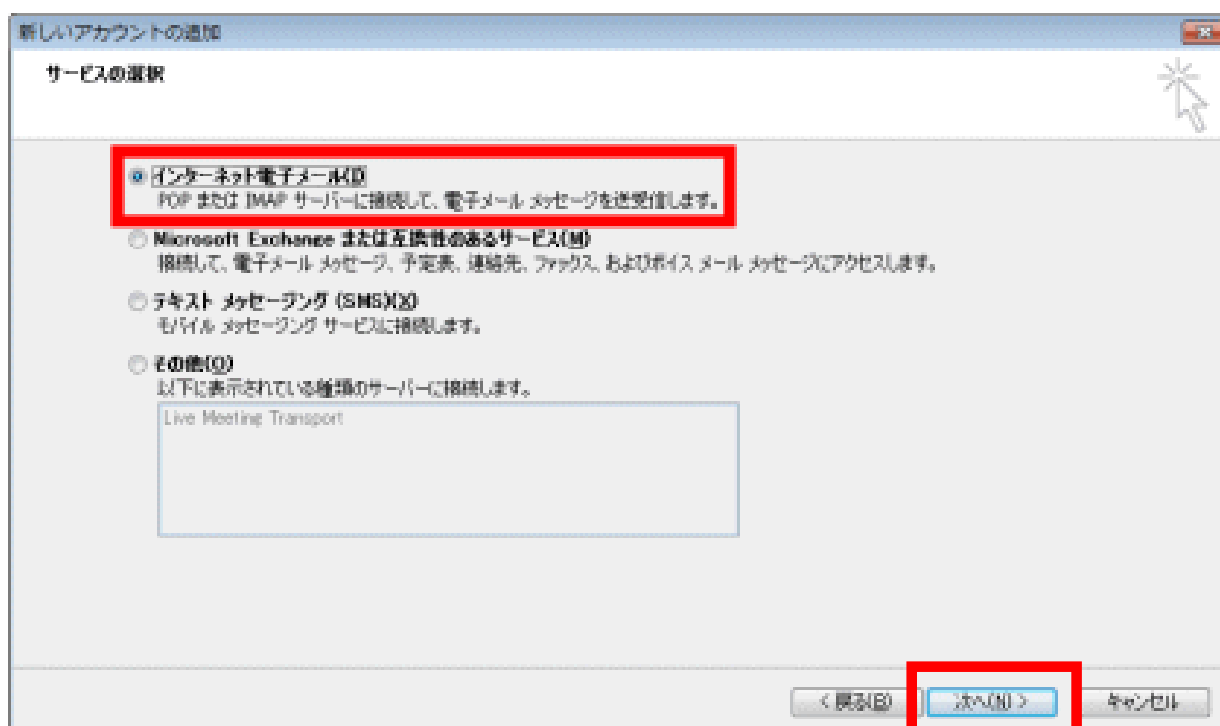 新しいアカウントの追加
サービスの選択
インターネット電子メール(I)
POP または IMAP サーバーに接続して、電子メール メッセージを送受信します。
Microsoft Exchange または互換性のあるサービス(M)
接続して、電子メール メッセージ、予定表、連絡先、ファックス、およびボイス メール メッセージにアクセスします。
テキスト メッセージング (SMS)(X)
モバイル メッセージング サービスに接続します。
その他(O)
以下に表示されている種類のサーバーに接続します。
Live Meeting Transport
< 戻る(B) 次へ(N) > キャンセル